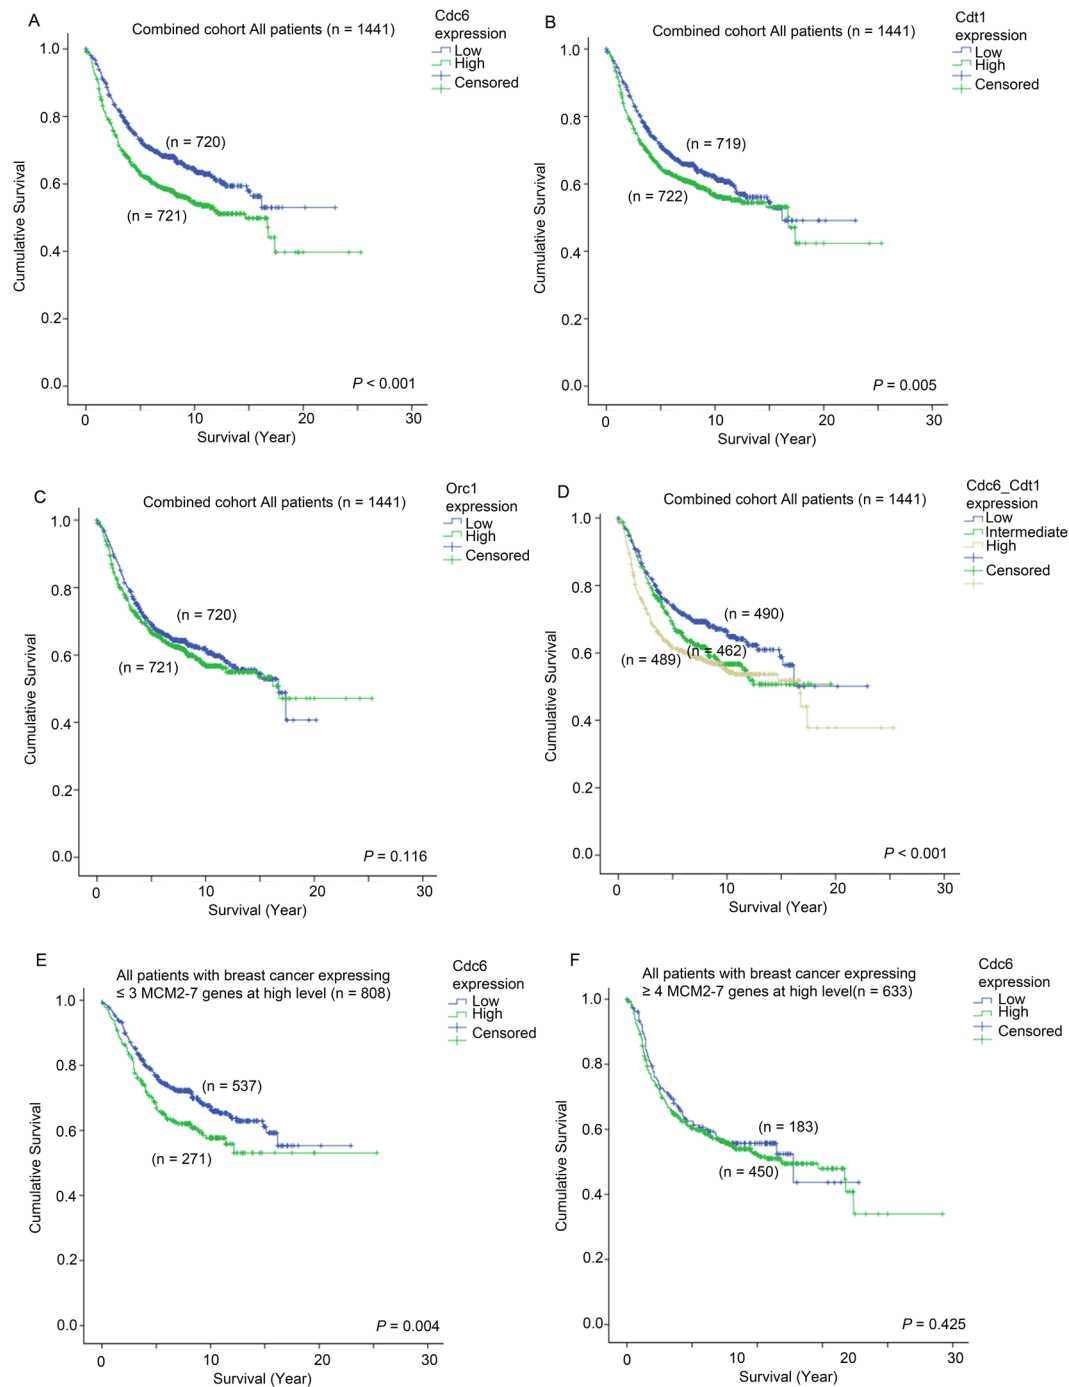 A
Combined cohort All patients (n = 1441)
Cdc6
expression
Low
High
Censored
1.0
0.8
0.6
0.4
0.2
0.0
Cumulative Survival
(n = 720)
(n = 721)
P < 0.001
0
10
20
30
Survival (Year)
B
Combined cohort All patients (n = 1441)
Cdt1
expression
Low
High
Censored
1.0
0.8
0.6
0.4
0.2
0.0
Cumulative Survival
(n = 719)
(n = 722)
P = 0.005
0
10
20
30
Survival (Year)
C
Combined cohort All patients (n = 1441)
Orc1
expression
Low
High
Censored
1.0
0.8
0.6
0.4
0.2
0.0
Cumulative Survival
(n = 720)
(n = 721)
P = 0.116
0
10
20
30
Survival (Year)
D
Combined cohort All patients (n = 1441)
Cdc6_Cdt1
expression
Low
Intermediate
High
Censored
1.0
0.8
0.6
0.4
0.2
0.0
Cumulative Survival
(n = 490)
(n = 462)
(n = 489)
P < 0.001
0
10
20
30
Survival (Year)
E
All patients with breast cancer expressing
≤ 3 MCM2-7 genes at high level (n = 808)
Cdc6
expression
Low
High
Censored
1.0
0.8
0.6
0.4
0.2
0.0
Cumulative Survival
(n = 537)
(n = 271)
P = 0.004
0
10
20
30
Survival (Year)
F
All patients with breast cancer expressing
≥ 4 MCM2-7 genes at high level(n = 633)
Cdc6
expression
Low
High
Censored
1.0
0.8
0.6
0.4
0.2
0.0
Cumulative Survival
(n = 183)
(n = 450)
P = 0.425
0
10
20
30
Survival (Year)